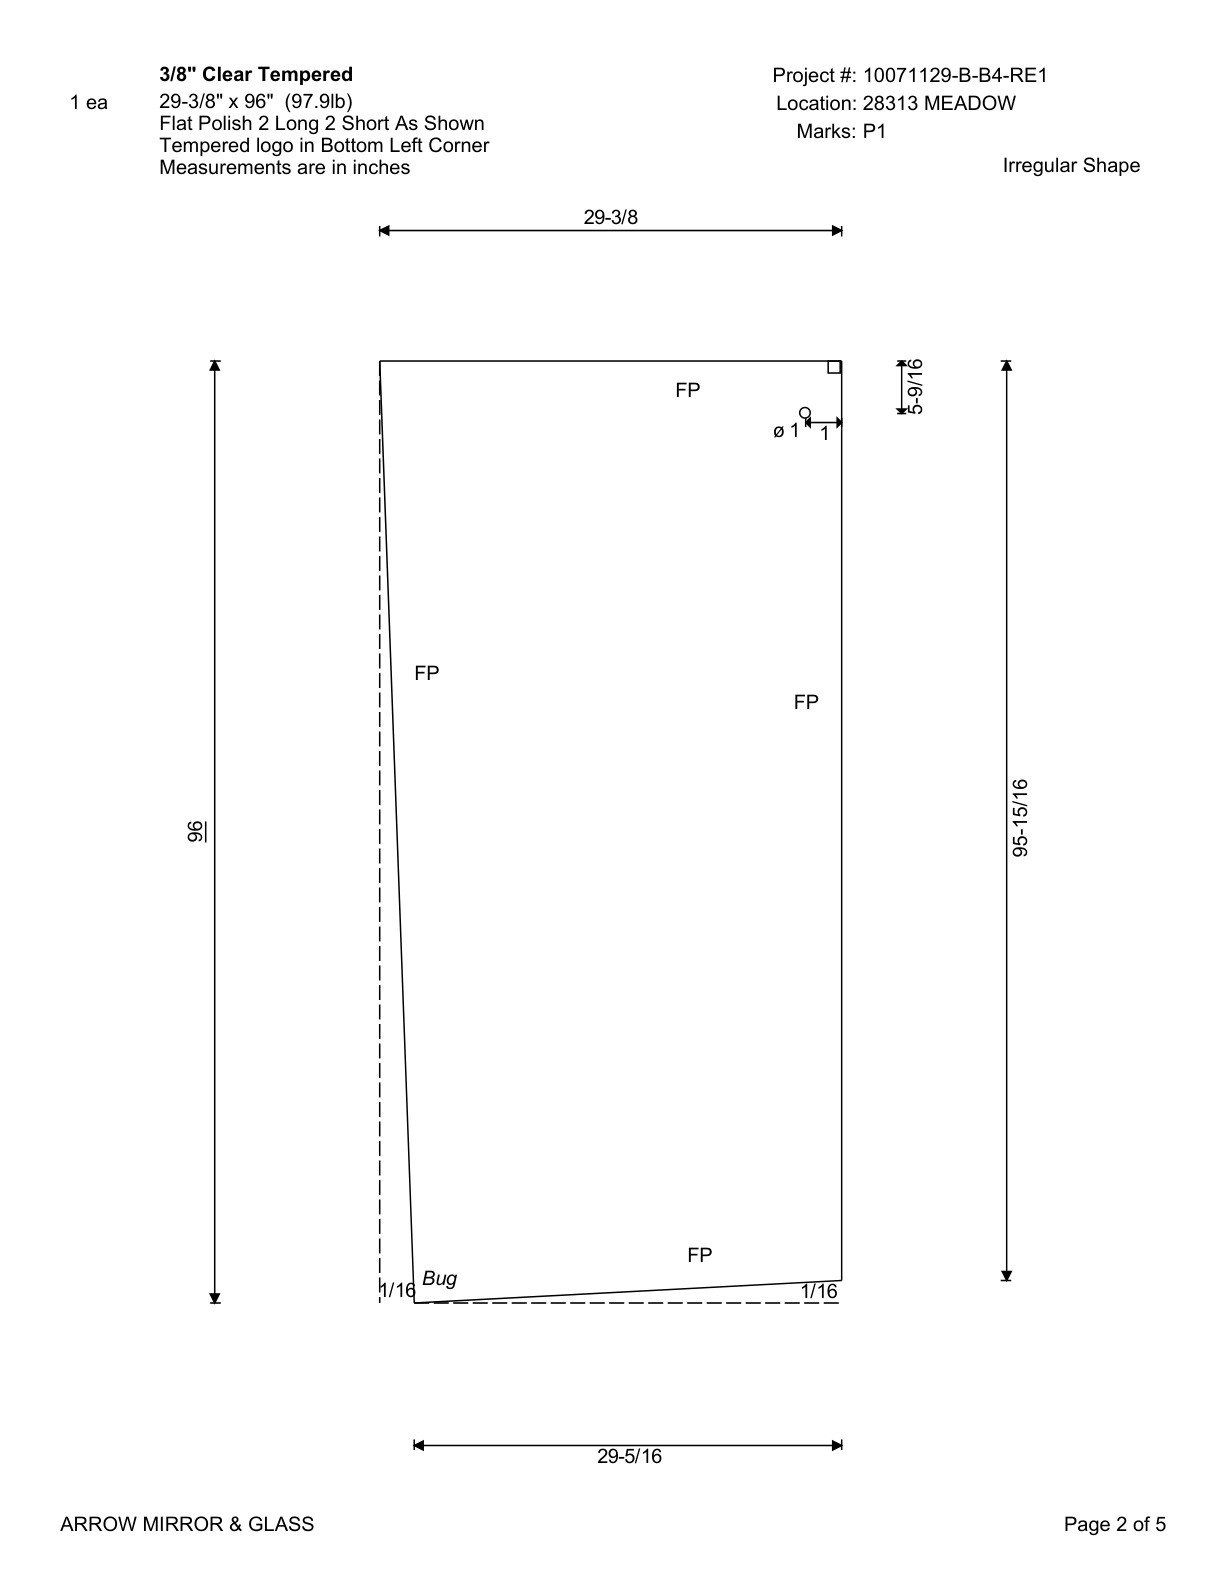 3/8" Clear Tempered
Project #: 10071129-B-B4-RE1
1 ea
29-3/8" x 96" (97.9lb)
Location: 28313 MEADOW
Flat Polish 2 Long 2 Short As Shown
Marks: P1
Tempered logo in Bottom Left Corner
Measurements are in inches
Irregular Shape
29-3/8
FP
5-9/16
ø 1
1
FP
FP
96
95-15/16
FP
Bug
1/16
1/16
29-5/16
ARROW MIRROR & GLASS
Page 2 of 5